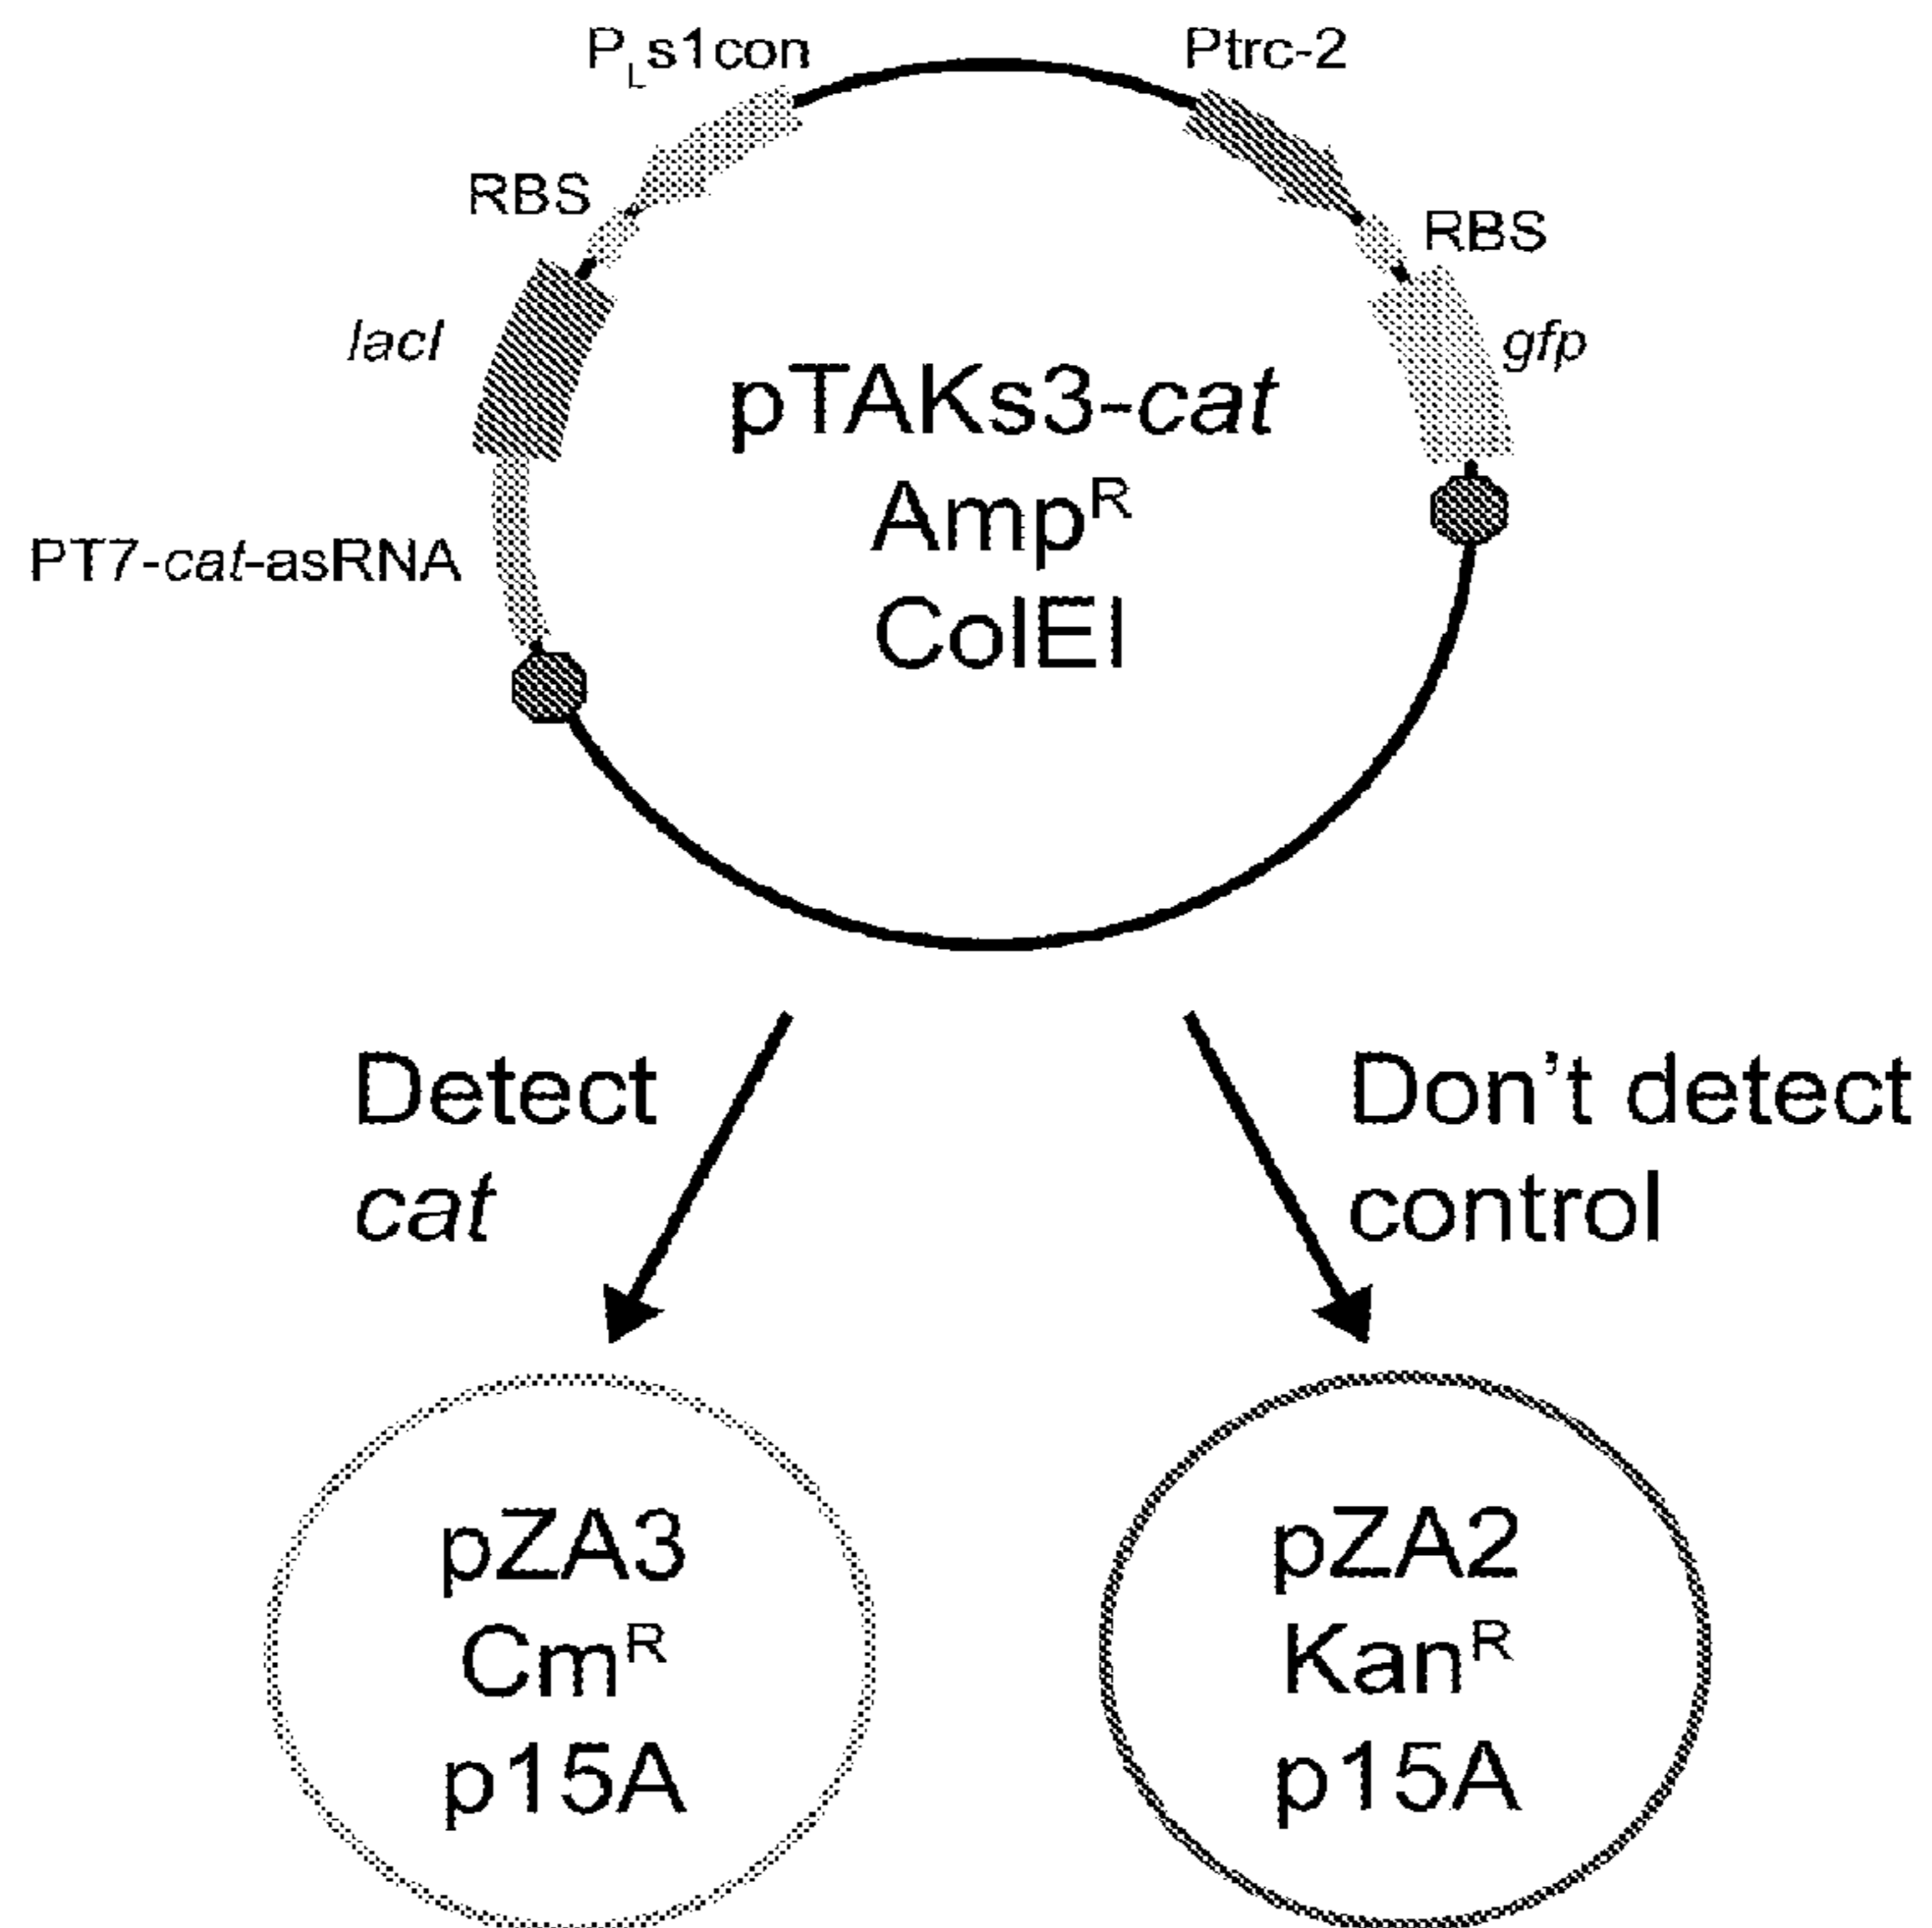 PLs1con
Ptrc-2
RBS
RBS
lacI
gfp
pTAKs3-cat
AmpR
PT7-cat-asRNA
ColEI
Detect
cat
Don't detect
control
pZA3
CmR
p15A
pZA2
KanR
p15A